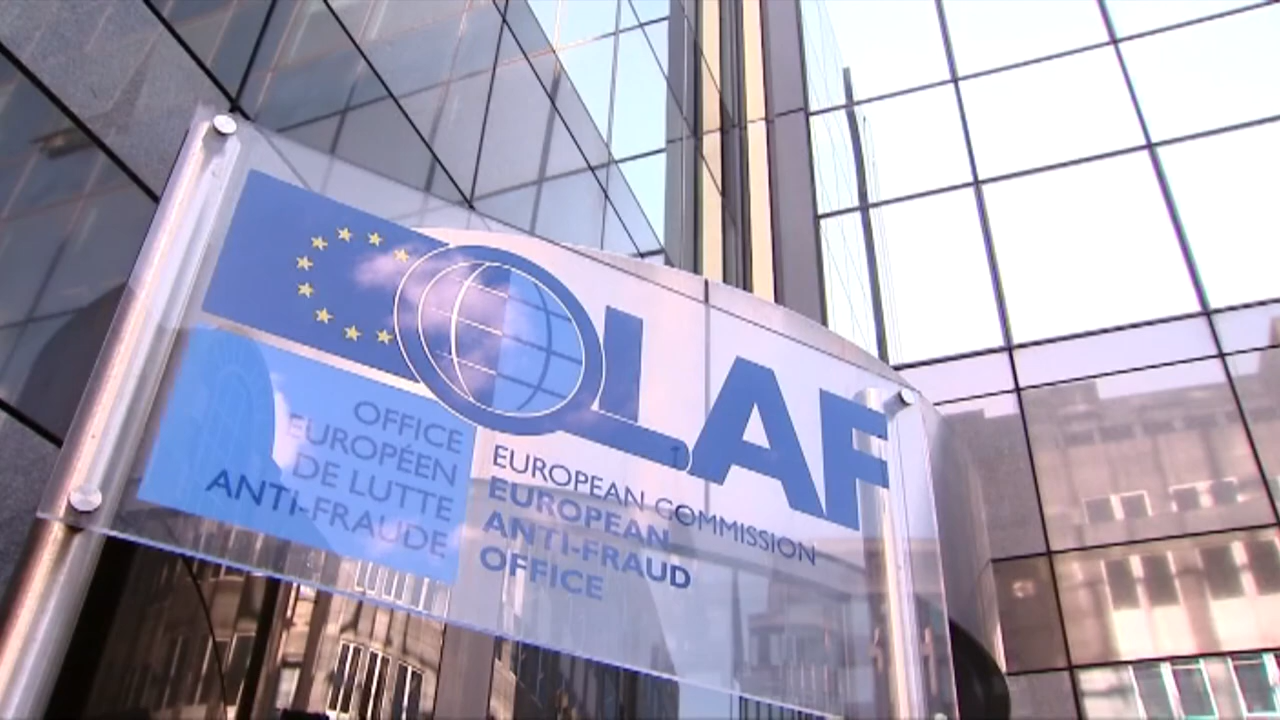 OLAF
OFFICE
EUROPÉEN
DE LUTTE
ANTI-FRAUDE
EUROPEAN COMMISSION
EUROPEAN
ANTI-FRAUD
OFFICE